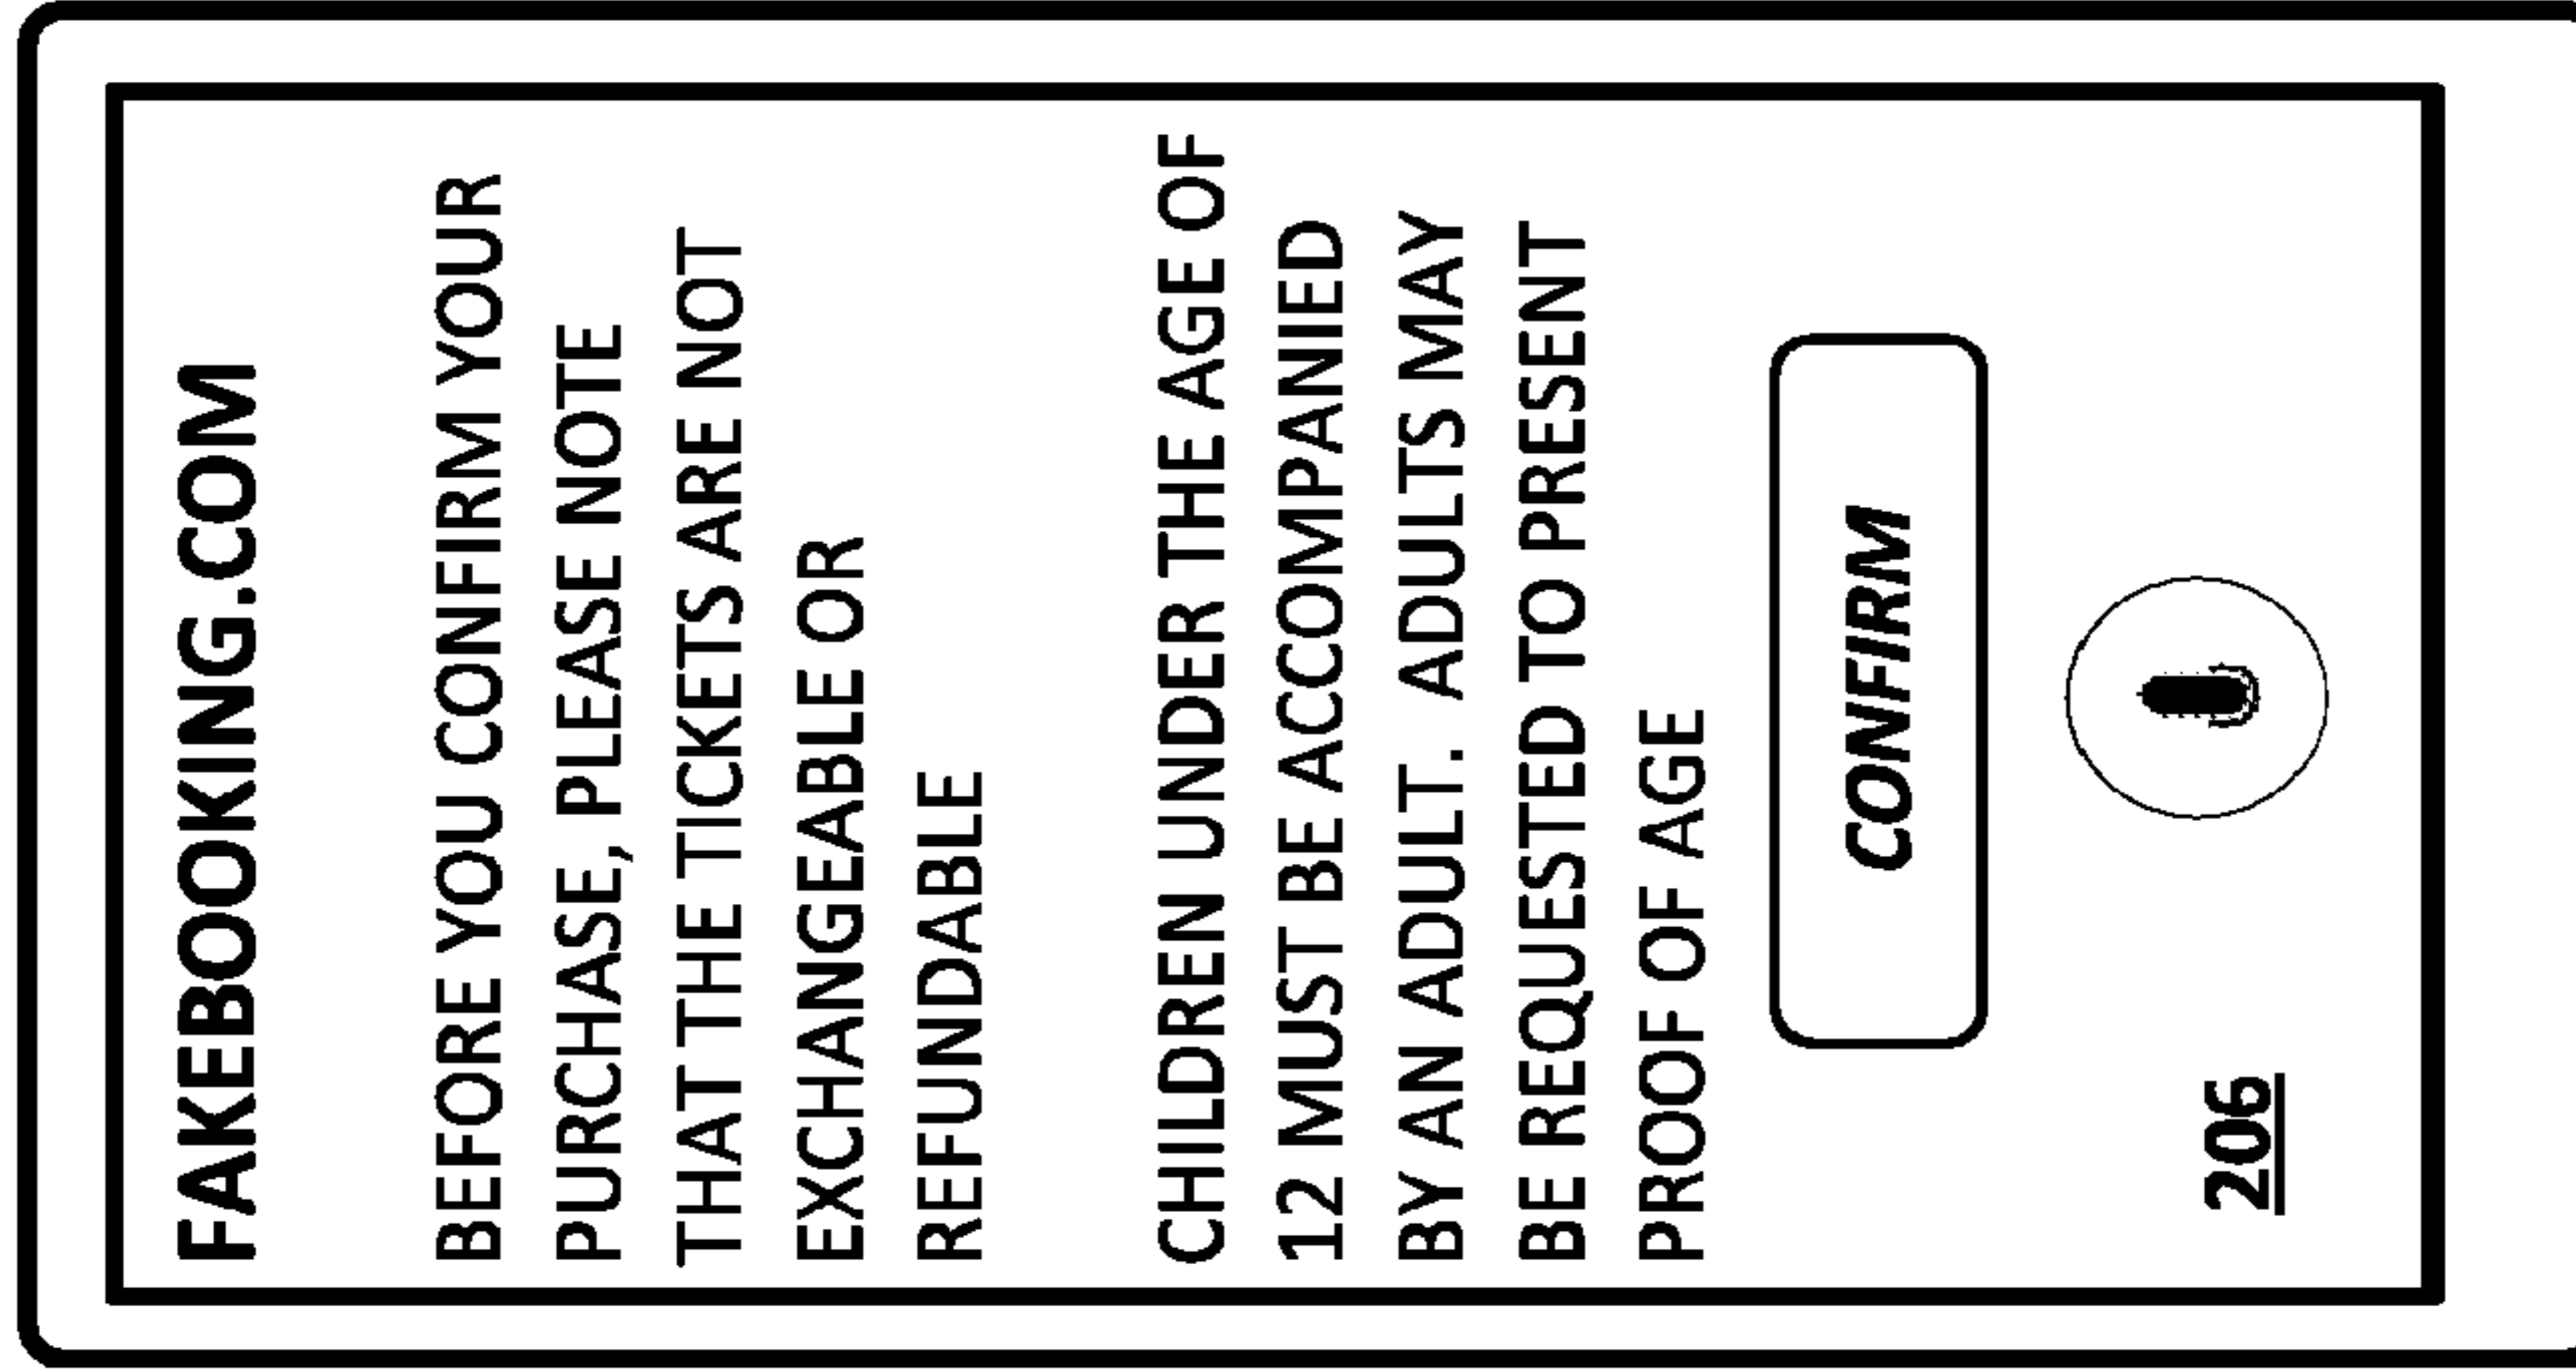 FAKEBOOKING.COM
BEFORE YOU CONFIRM YOUR
PURCHASE, PLEASE NOTE
THAT THE TICKETS ARE NOT
EXCHANGEABLE OR
REFUNDABLE
CHILDREN UNDER THE AGE OF
12 MUST BE ACCOMPANIED
BY AN ADULT. ADULTS MAY
BE REQUESTED TO PRESENT
PROOF OF AGE
CONFIRM
206